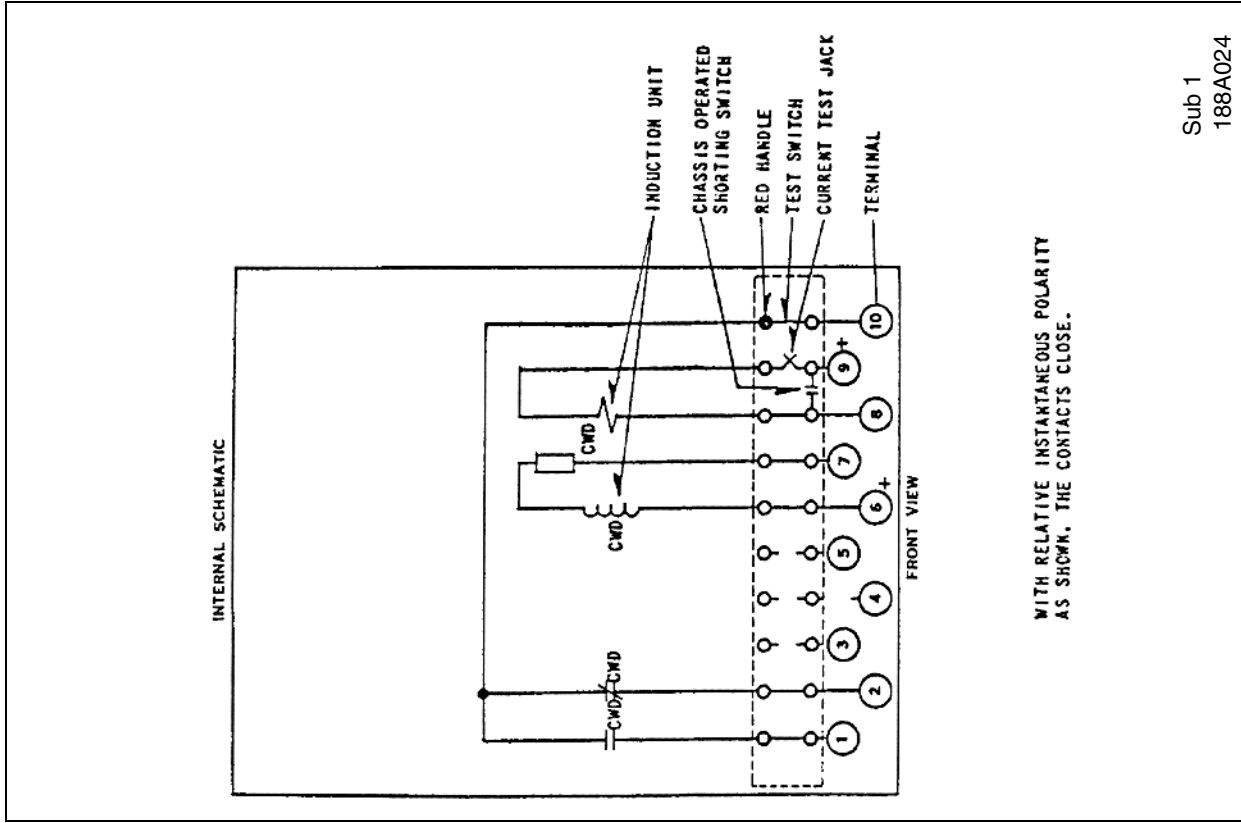 INTERNAL SCHEMATIC
INDUCTION UNIT
CHASSIS OPERATED
SHORTING SWITCH
RED HANDLE
TEST SWITCH
CURRENT TEST JACK
TERMINAL
CWD
CWD
CWD
CWD
1
2
3
4
5
6
+
7
8
9
+
10
FRONT VIEW
WITH RELATIVE INSTANTANEOUS POLARITY
AS SHOWN, THE CONTACTS CLOSE.
Sub 1
188A024